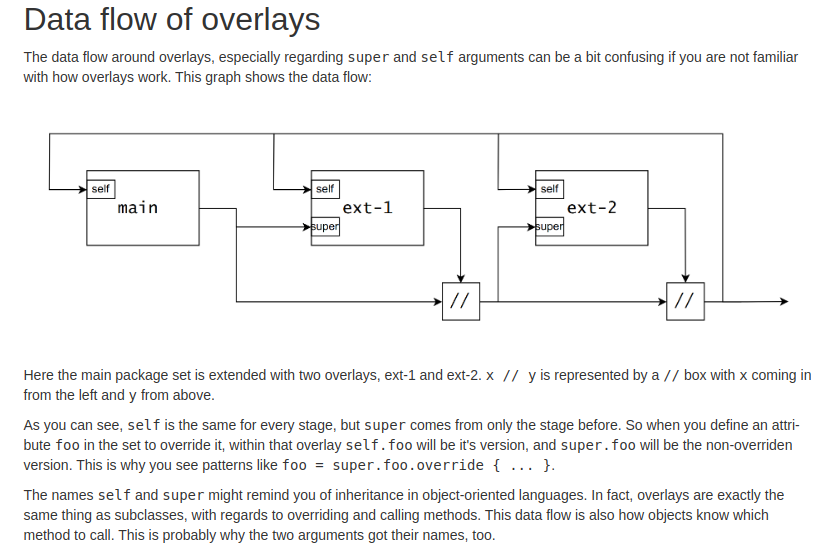 Data flow of overlays
The data flow around overlays, especially regarding super and self arguments can be a bit confusing if you are not familiar
with how overlays work. This graph shows the data flow:
self
main
self
ext-1
super
self
ext-2
super
//
//
Here the main package set is extended with two overlays, ext-1 and ext-2. x // y is represented by a // box with x coming in
from the left and y from above.
As you can see, self is the same for every stage, but super comes from only the stage before. So when you define an attri-
bute foo in the set to override it, within that overlay self.foo will be it's version, and super.foo will be the non-overriden
version. This is why you see patterns like foo = super.foo.override { ... }.
The names self and super might remind you of inheritance in object-oriented languages. In fact, overlays are exactly the
same thing as subclasses, with regards to overriding and calling methods. This data flow is also how objects know which
method to call. This is probably why the two arguments got their names, too.